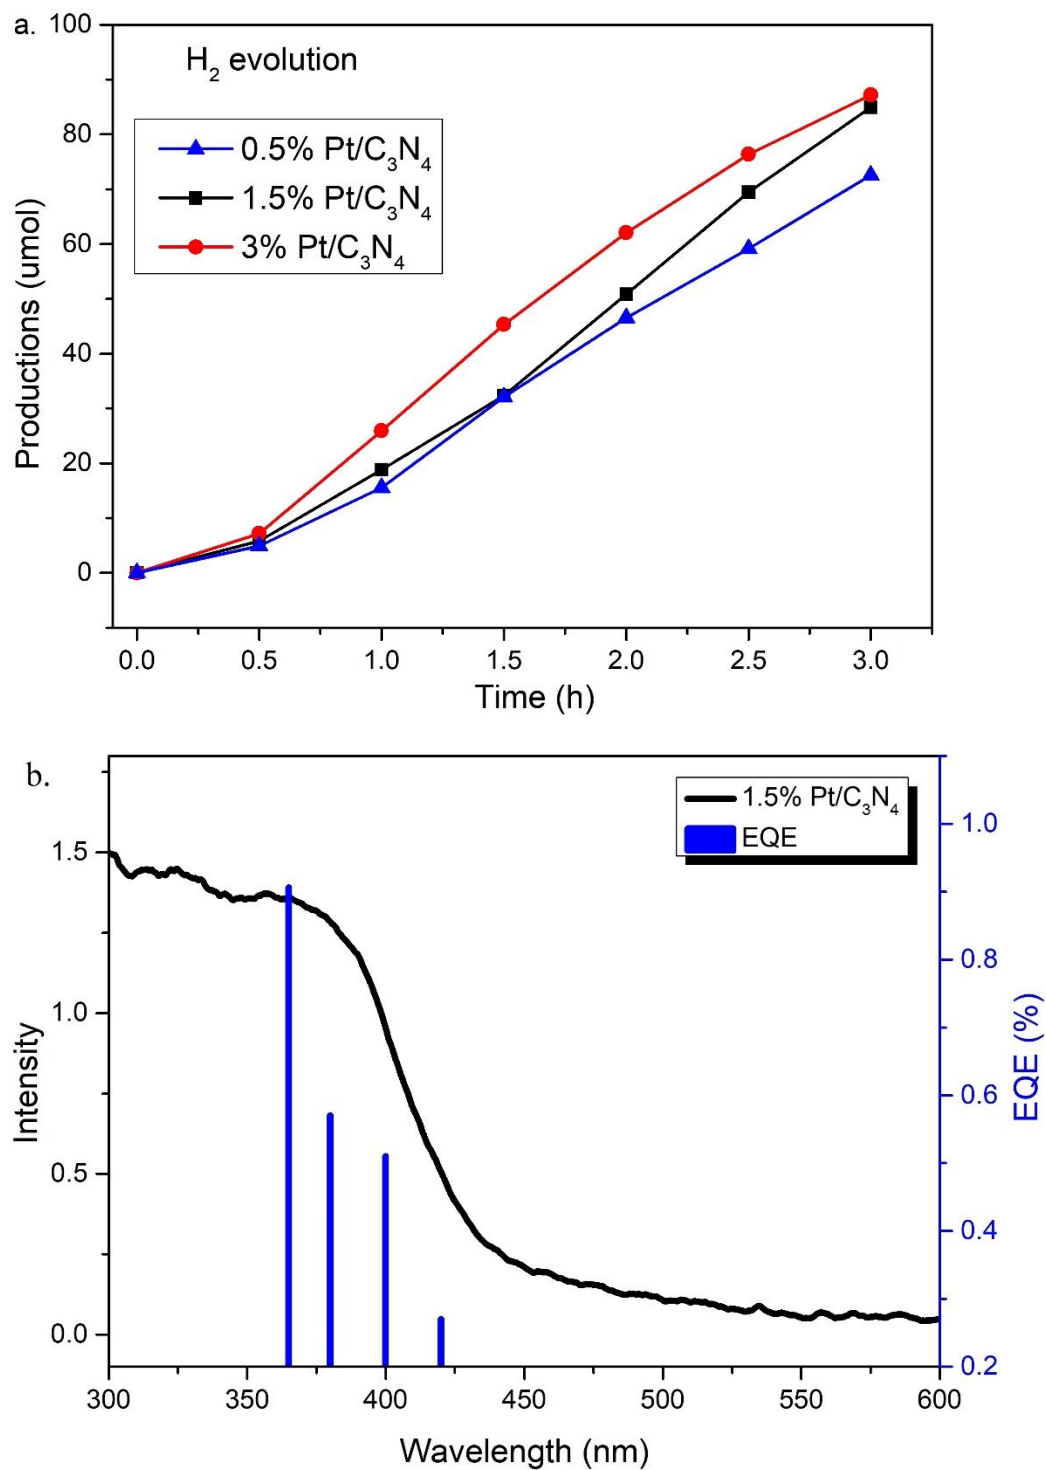 a.
H₂ evolution
0.5% Pt/C₃N₄
1.5% Pt/C₃N₄
3% Pt/C₃N₄
Productions (umol)
100
80
60
40
20
0
0.0 0.5 1.0 1.5 2.0 2.5 3.0
Time (h)
b.
1.5% Pt/C₃N₄
EQE
Intensity
1.5
1.0
0.5
0.0
EQE (%)
1.0
0.8
0.6
0.4
0.2
300 350 400 450 500 550 600
Wavelength (nm)